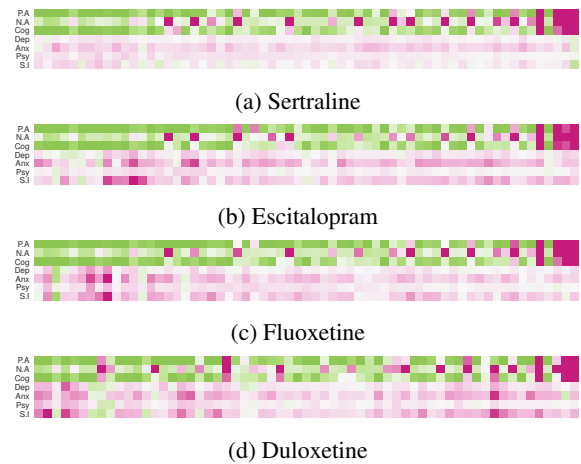 P.A
N.A
Cog
Dep
Anx
Psy
S.I
(a) Sertraline
P.A
N.A
Cog
Dep
Anx
Psy
S.I
(b) Escitalopram
P.A
N.A
Cog
Dep
Anx
Psy
S.I
(c) Fluoxetine
P.A
N.A
Cog
Dep
Anx
Psy
S.I
(d) Duloxetine